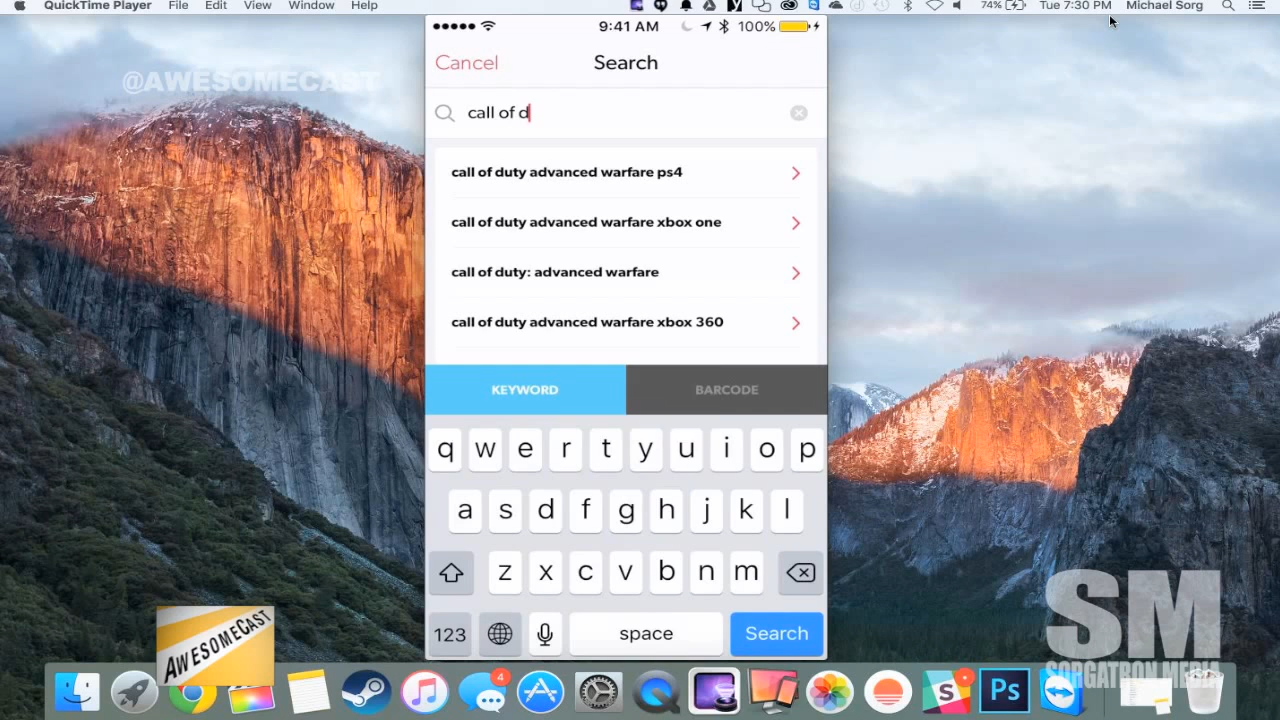 QuickTime Player File Edit View Window Help 74% Tue 7:30 PM Michael Sorg
9:41 AM 100%
Cancel Search
@AWESOMECAST
call of d
call of duty advanced warfare ps4
call of duty advanced warfare xbox one
call of duty: advanced warfare
call of duty advanced warfare xbox 360
KEYWORD BARCODE
q w e r t y u i o p
a s d f g h j k l
z x c v b n m
123 space Search
AWESOMECAST
SM
SORGATRON MEDIA
4
S
Ps